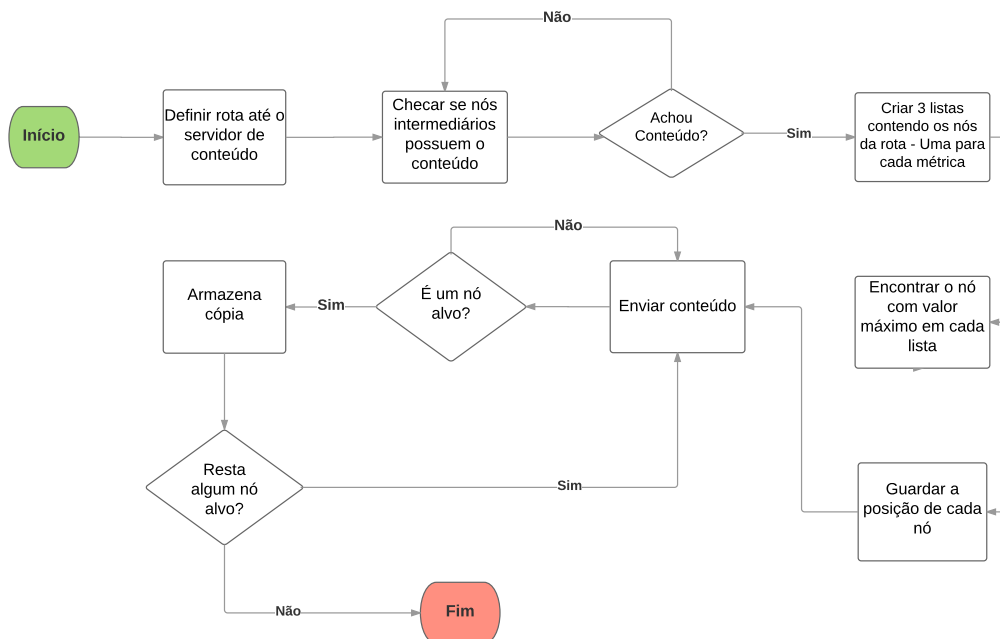 Não
Início
Definir rota até o
servidor de
conteúdo
Checar se nós
intermediários
possuem o
conteúdo
Achou
Conteúdo?
Sim
Criar 3 listas
contendo os nós
da rota - Uma para
cada métrica
Não
Armazena
cópia
Sim
É um nó
alvo?
Enviar conteúdo
Encontrar o nó
com valor
máximo em cada
lista
Resta
algum nó
alvo?
Sim
Guardar a
posição de cada
nó
Não
Fim